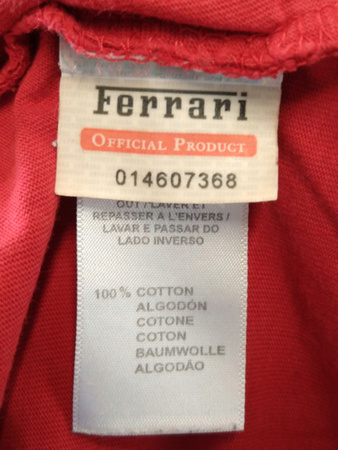 Ferrari
OFFICIAL PRODUCT
014607368
OUT / LAVER ET
REPASSER A L'ENVERS /
LAVAR E PASSAR DO
LADO INVERSO
100% COTTON
ALGODÓN
COTONE
COTON
BAUMWOLLE
ALGODÃO